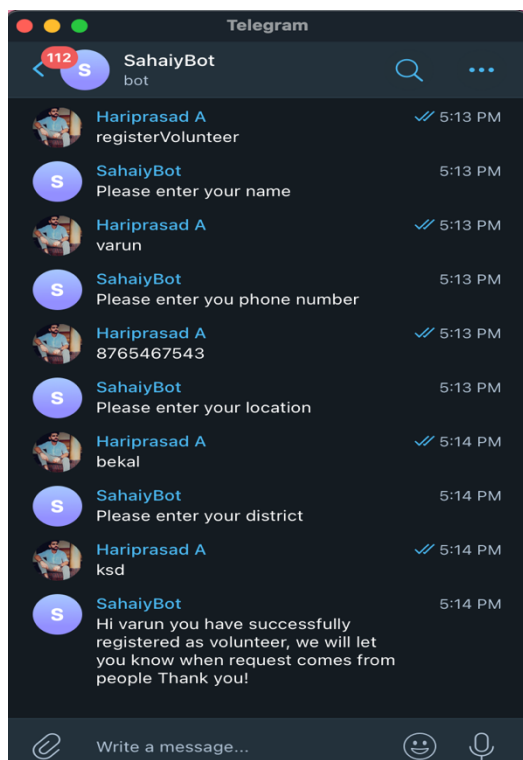 Telegram
112
S
SahaiyBot
bot
Hariprasad A 5:13 PM
registerVolunteer
S
SahaiyBot 5:13 PM
Please enter your name
Hariprasad A 5:13 PM
varun
S
SahaiyBot 5:13 PM
Please enter you phone number
Hariprasad A 5:13 PM
8765467543
S
SahaiyBot 5:13 PM
Please enter your location
Hariprasad A 5:14 PM
bekal
S
SahaiyBot 5:14 PM
Please enter your district
Hariprasad A 5:14 PM
ksd
S
SahaiyBot 5:14 PM
Hi varun you have successfully
registered as volunteer, we will let
you know when request comes from
people Thank you!
Write a message...